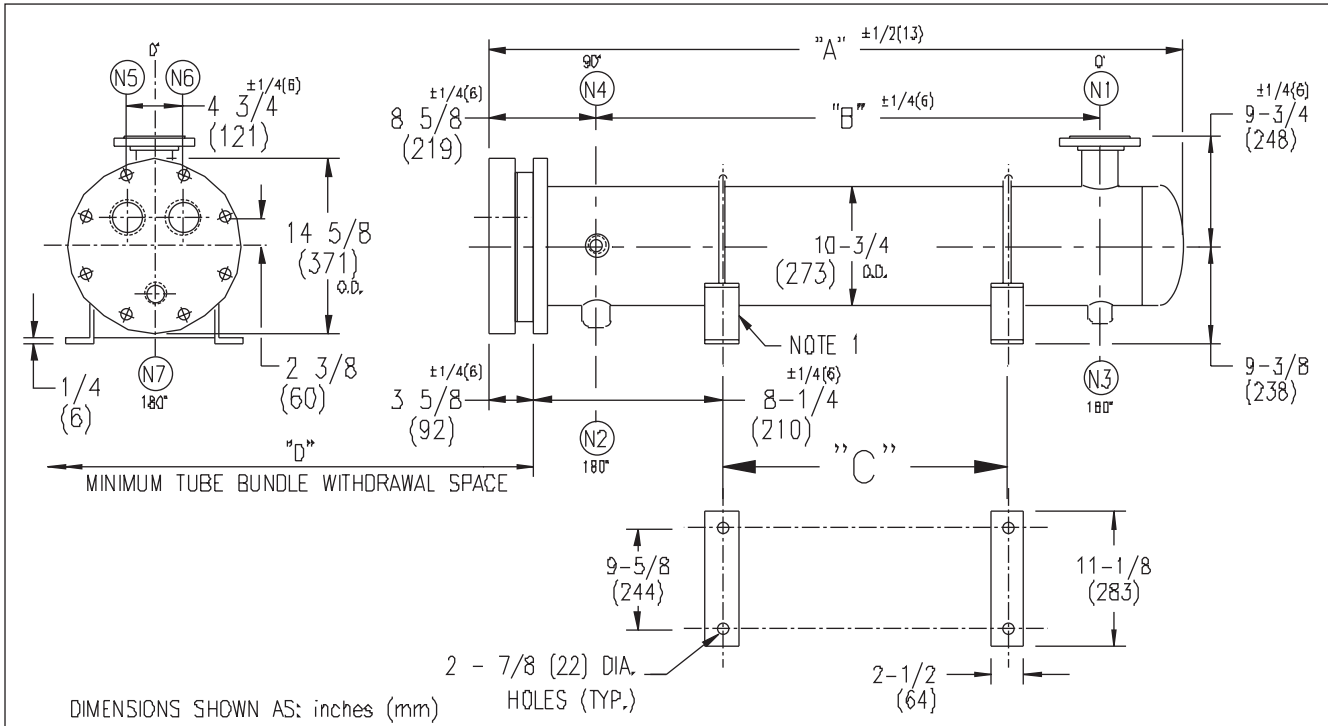 0°
N5 N6
±1/4(6)
4 3/4
(121)
14 5/8
(371)
O.D.
2 3/8
(60)
1/4
(6)
N7
180°
"D"
MINIMUM TUBE BUNDLE WITHDRAWAL SPACE
"A" ±1/2(13)
90°
N4
0°
N1
±1/4(6)
8 5/8
(219)
"B" ±1/4(6)
±1/4(6)
9-3/4
(248)
10-3/4
(273)
O.D.
NOTE 1
±1/4(6)
3 5/8
(92)
±1/4(6)
8-1/4
(210)
N2
180°
N3
180°
9-3/8
(238)
"C"
9-5/8
(244)
11-1/8
(283)
2 - 7/8 (22) DIA.
HOLES (TYP.)
2-1/2
(64)
DIMENSIONS SHOWN AS: inches (mm)